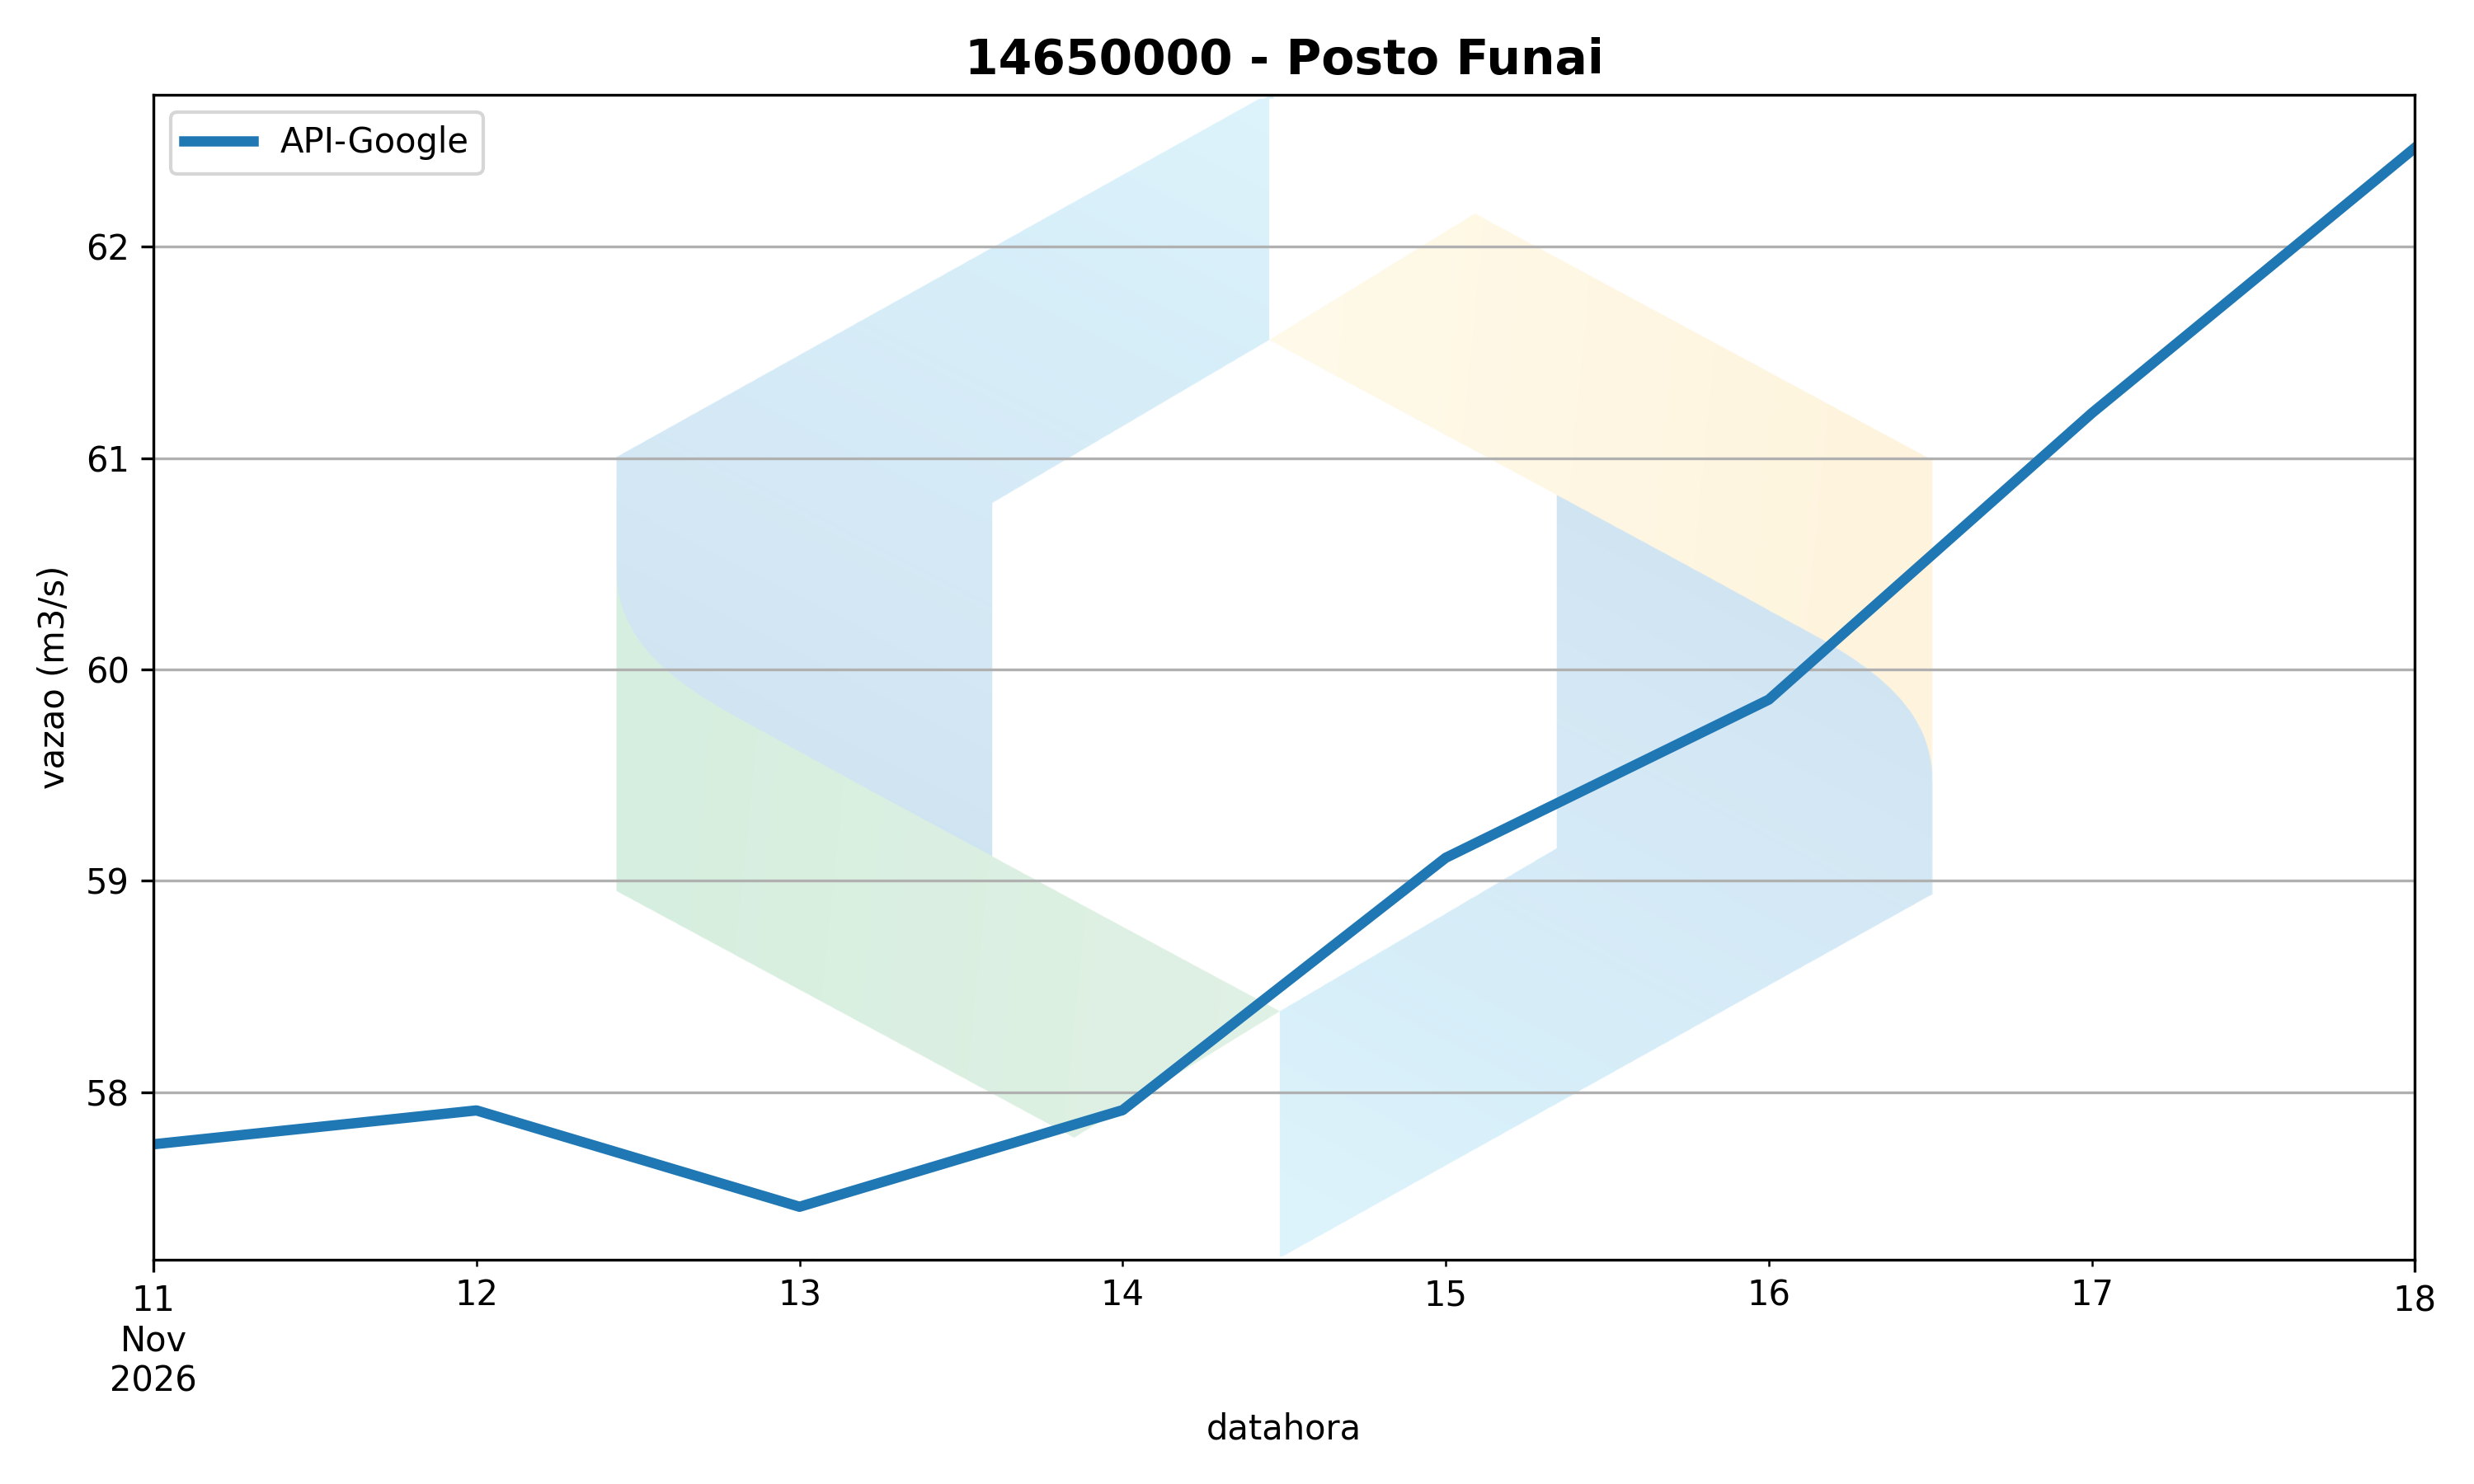 14650000 - Posto Funai
API-Google
62
61
60
59
58
vazao (m3/s)
11 12 13 14 15 16 17 18
Nov
2026
datahora